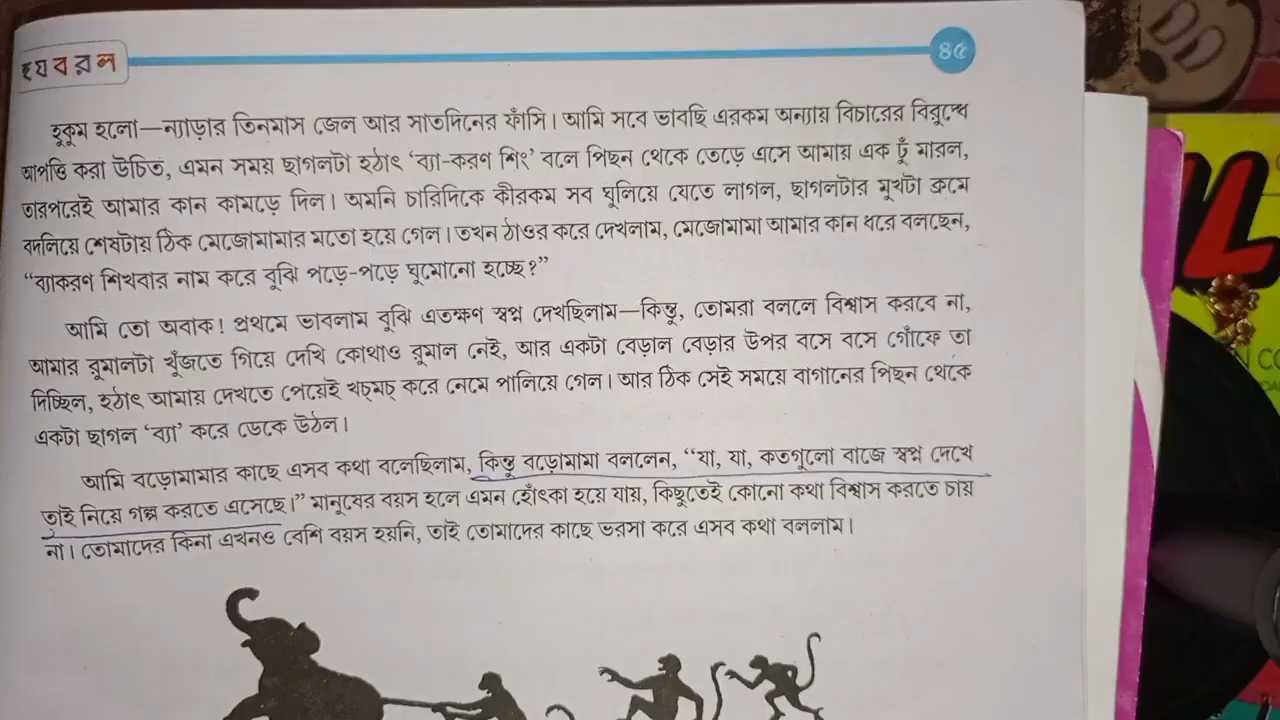 হ য ব র ল
৪৫
হুকুম হলো—ন্যাড়ার তিনমাস জেল আর সাতদিনের ফাঁসি। আমি সবে ভাবছি এরকম অন্যায় বিচারের বিরুদ্ধে
আপত্তি করা উচিত, এমন সময় ছাগলটা হঠাৎ ‘ব্যা-করণ শিং’ বলে পিছন থেকে তেড়ে এসে আমায় এক ঢুঁ মারল,
তারপরেই আমার কান কামড়ে দিল। অমনি চারিদিকে কীরকম সব ঘুলিয়ে যেতে লাগল, ছাগলটার মুখটা ক্রমে
বদলিয়ে শেষটায় ঠিক মেজোমামার মতো হয়ে গেল। তখন ঠাওর করে দেখলাম, মেজোমামা আমার কান ধরে বলছেন,
“ব্যাকরণ শিখবার নাম করে বুঝি পড়ে-পড়ে ঘুমোনো হচ্ছে?”
আমি তো অবাক! প্রথমে ভাবলাম বুঝি এতক্ষণ স্বপ্ন দেখছিলাম—কিন্তু, তোমরা বললে বিশ্বাস করবে না,
আমার রুমালটা খুঁজতে গিয়ে দেখি কোথাও রুমাল নেই, আর একটা বেড়াল বেড়ার উপর বসে বসে গোঁফে তা
দিচ্ছিল, হঠাৎ আমায় দেখতে পেয়েই খচ্‌মচ্‌ করে নেমে পালিয়ে গেল। আর ঠিক সেই সময়ে বাগানের পিছন থেকে
একটা ছাগল ‘ব্যা’ করে ডেকে উঠল।
আমি বড়োমামার কাছে এসব কথা বলেছিলাম, কিন্তু বড়োমামা বললেন, “যা, যা, কতগুলো বাজে স্বপ্ন দেখে
তাই নিয়ে গল্প করতে এসেছে।” মানুষের বয়স হলে এমন হোঁৎকা হয়ে যায়, কিছুতেই কোনো কথা বিশ্বাস করতে চায়
না। তোমাদের কিনা এখনও বেশি বয়স হয়নি, তাই তোমাদের কাছে ভরসা করে এসব কথা বললাম।